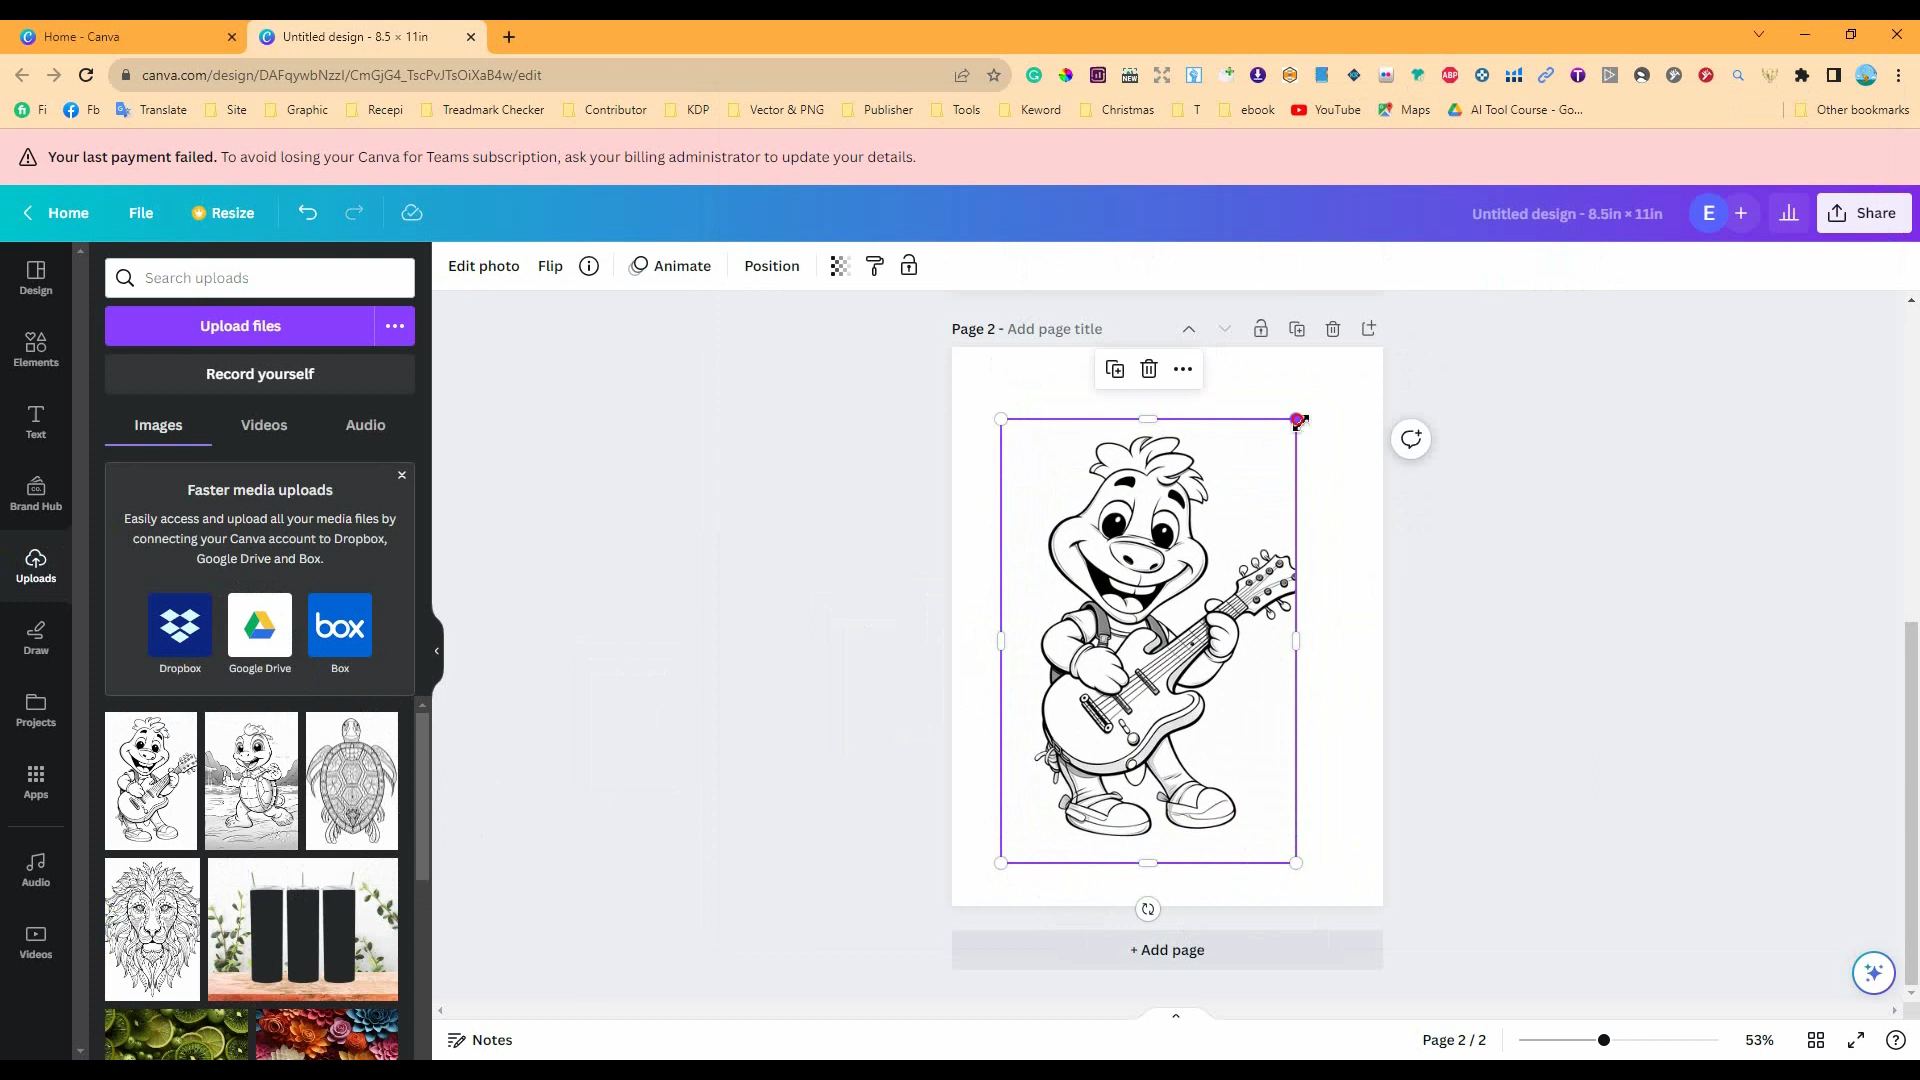 Home - Canva
Untitled design - 8.5 × 11in
canva.com/design/DAFqywbNzzI/CmGjG4_TscPvJTsOiXaB4w/edit
Fi
Fb
Translate
Site
Graphic
Recepi
Treadmark Checker
Contributor
KDP
Vector & PNG
Publisher
Tools
Keword
Christmas
T
ebook
YouTube
Maps
AI Tool Course - Go...
Other bookmarks
Your last payment failed. To avoid losing your Canva for Teams subscription, ask your billing administrator to update your details.
Home
File
Resize
Untitled design - 8.5in × 11in
E
Share
Design
Elements
Text
Brand Hub
Uploads
Draw
Projects
Apps
Audio
Videos
Search uploads
Upload files
Record yourself
Images
Videos
Audio
Faster media uploads
Easily access and upload all your media files by
connecting your Canva account to Dropbox,
Google Drive and Box.
box
Dropbox
Google Drive
Box
Edit photo
Flip
Animate
Position
Page 2 - Add page title
+ Add page
Notes
Page 2 / 2
53%